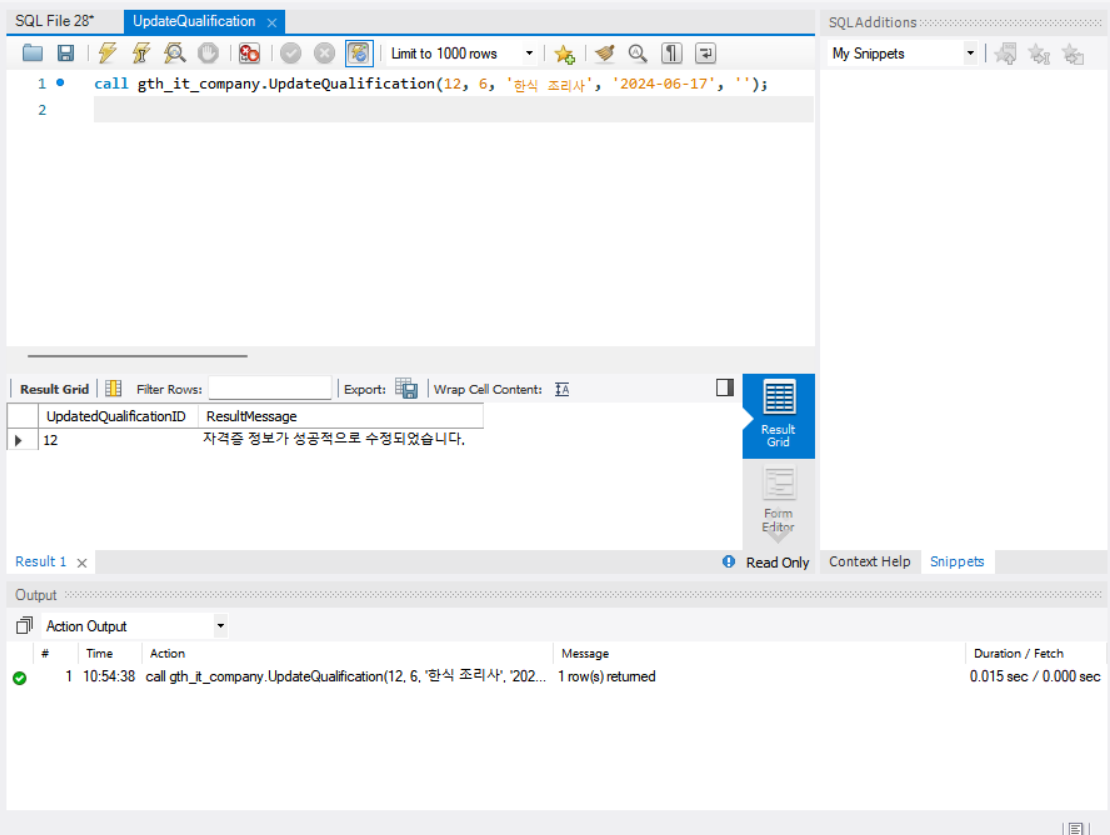 SQL File 28* UpdateQualification × SQLAdditions
Limit to 1000 rows My Snippets
1 call gth_it_company.UpdateQualification(12, 6, '한식 조리사', '2024-06-17', '');
2
Result Grid Filter Rows: Export: Wrap Cell Content: IA
UpdatedQualificationID ResultMessage
12 자격증 정보가 성공적으로 수정되었습니다.
Result
Grid
Form
Editor
Result 1 × Read Only Context Help Snippets
Output
Action Output
# Time Action Message Duration / Fetch
1 10:54:38 call gth_it_company.UpdateQualification(12, 6, '한식 조리사', '202... 1 row(s) returned 0.015 sec / 0.000 sec